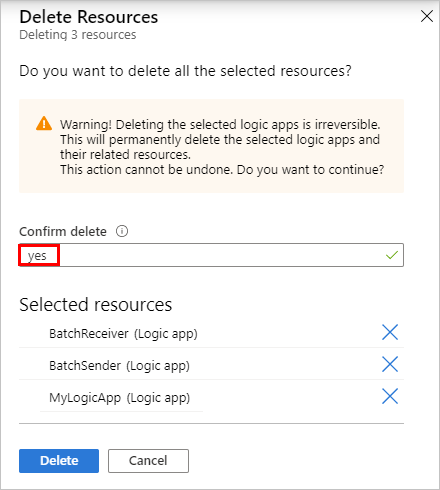 Delete Resources
Deleting 3 resources
Do you want to delete all the selected resources?
Warning! Deleting the selected logic apps is irreversible.
This will permanently delete the selected logic apps and
their related resources.
This action cannot be undone. Do you want to continue?
Confirm delete
yes
Selected resources
BatchReceiver (Logic app)
BatchSender (Logic app)
MyLogicApp (Logic app)
Delete Cancel